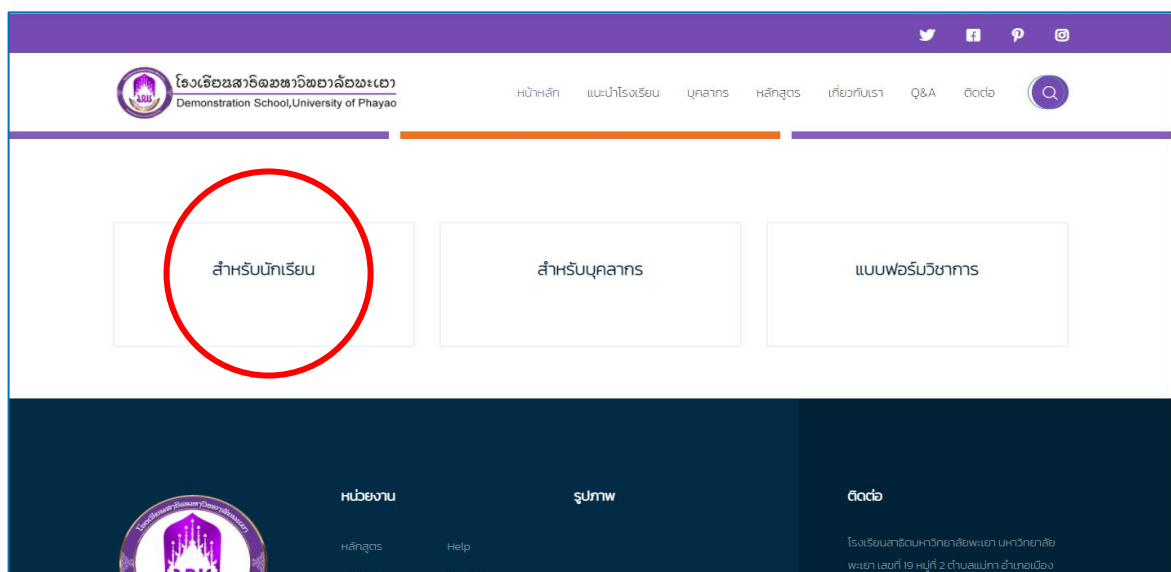 โรงเรียนสาธิตมหาวิทยาลัยพะเยา
Demonstration School,University of Phayao
หน้าหลัก แนะนำโรงเรียน บุคลากร หลักสูตร เกี่ยวกับเรา Q&A ติดต่อ
สำหรับนักเรียน สำหรับบุคลากร แบบฟอร์มวิชาการ
หน่วยงาน รูปภาพ ติดต่อ
หลักสูตร Help
โรงเรียนสาธิตมหาวิทยาลัยพะเยา มหาวิทยาลัย
พะเยา เลขที่ 19 หมู่ที่ 2 ตำบลแม่กา อำเภอเมือง